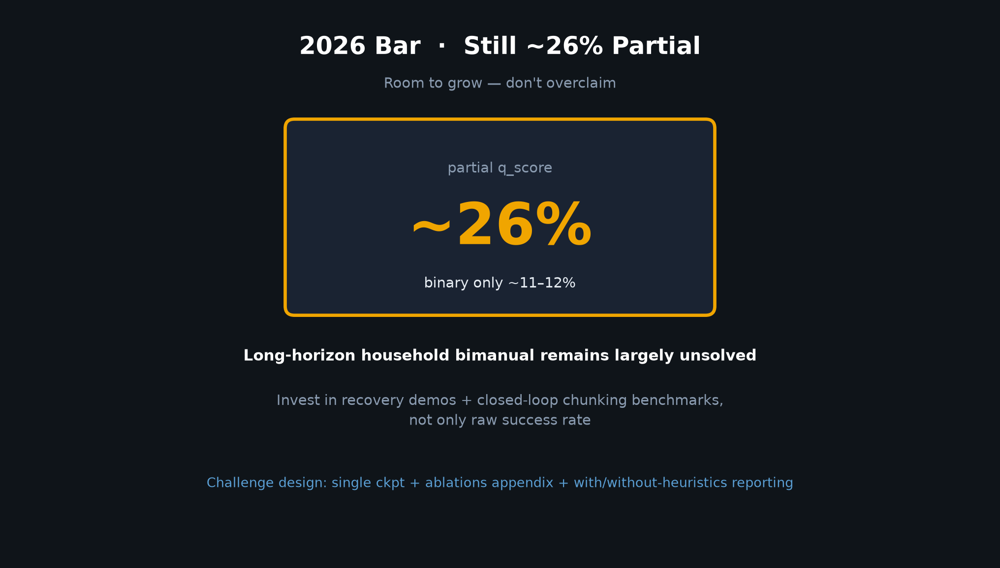 2026 Bar · Still ~26% Partial
Room to grow — don't overclaim
partial q_score
~26%
binary only ~11–12%
Long-horizon household bimanual remains largely unsolved
Invest in recovery demos + closed-loop chunking benchmarks,
not only raw success rate
Challenge design: single ckpt + ablations appendix + with/without-heuristics reporting